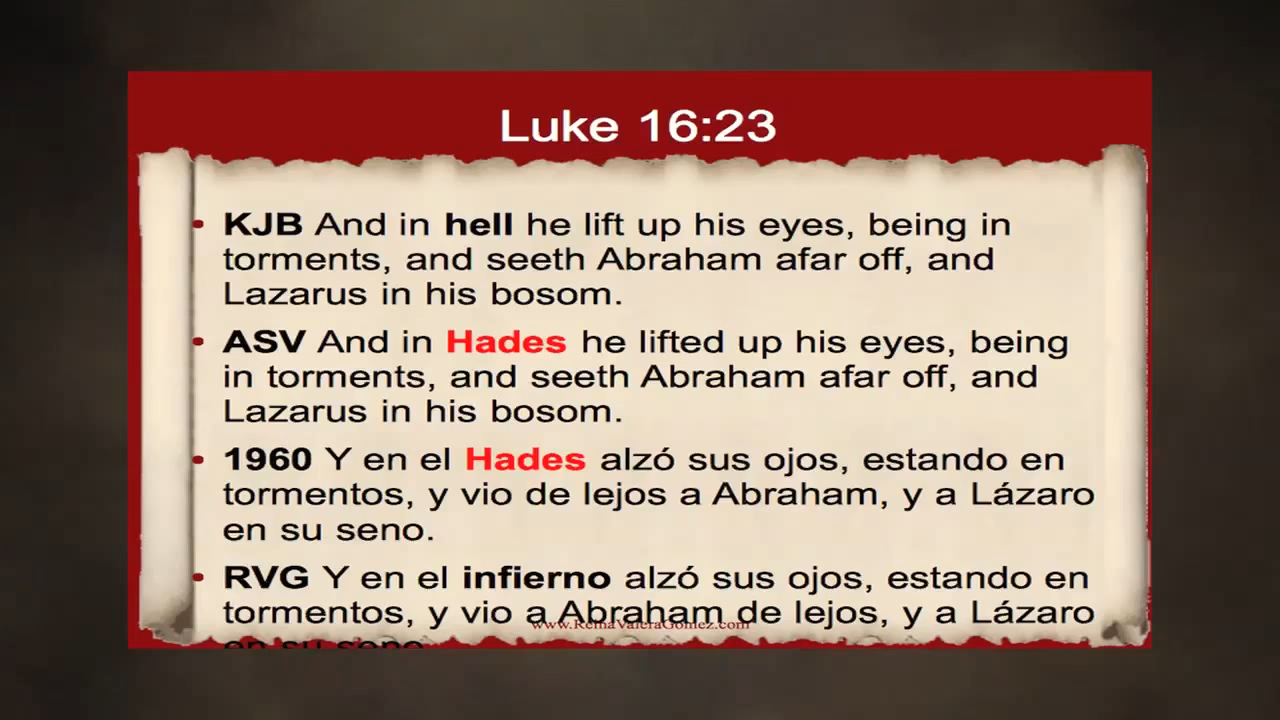 Luke 16:23
• KJB And in hell he lift up his eyes, being in
torments, and seeth Abraham afar off, and
Lazarus in his bosom.
• ASV And in Hades he lifted up his eyes, being
in torments, and seeth Abraham afar off, and
Lazarus in his bosom.
• 1960 Y en el Hades alzó sus ojos, estando en
tormentos, y vio de lejos a Abraham, y a Lázaro
en su seno.
• RVG Y en el infierno alzó sus ojos, estando en
tormentos, y vio a Abraham de lejos, y a Lázaro
www.ReinaValeraGomez.com
en su seno